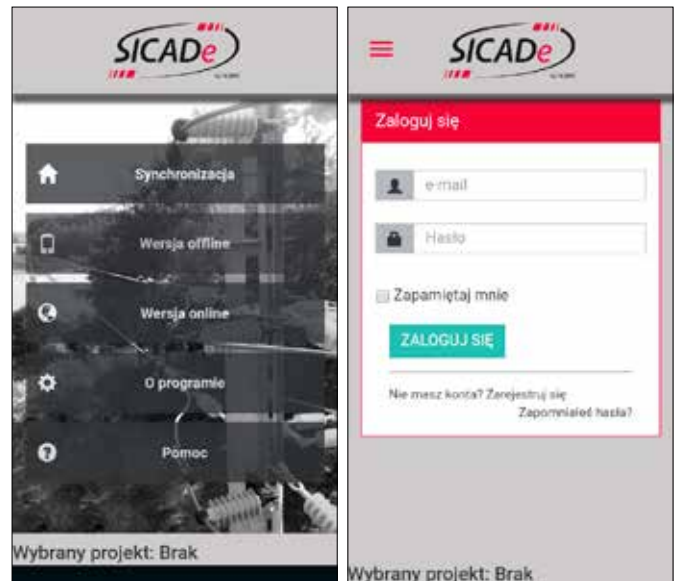 SICADe
Synchronizacja
Wersja offline
Wersja online
O programie
Pomoc
Wybrany projekt: Brak
SICADe
Zaloguj się
e-mail
Hasło
Zapamiętaj mnie
ZALOGUJ SIĘ
Nie masz konta? Zarejestruj się
Zapomniałeś hasła?
Wybrany projekt: Brak